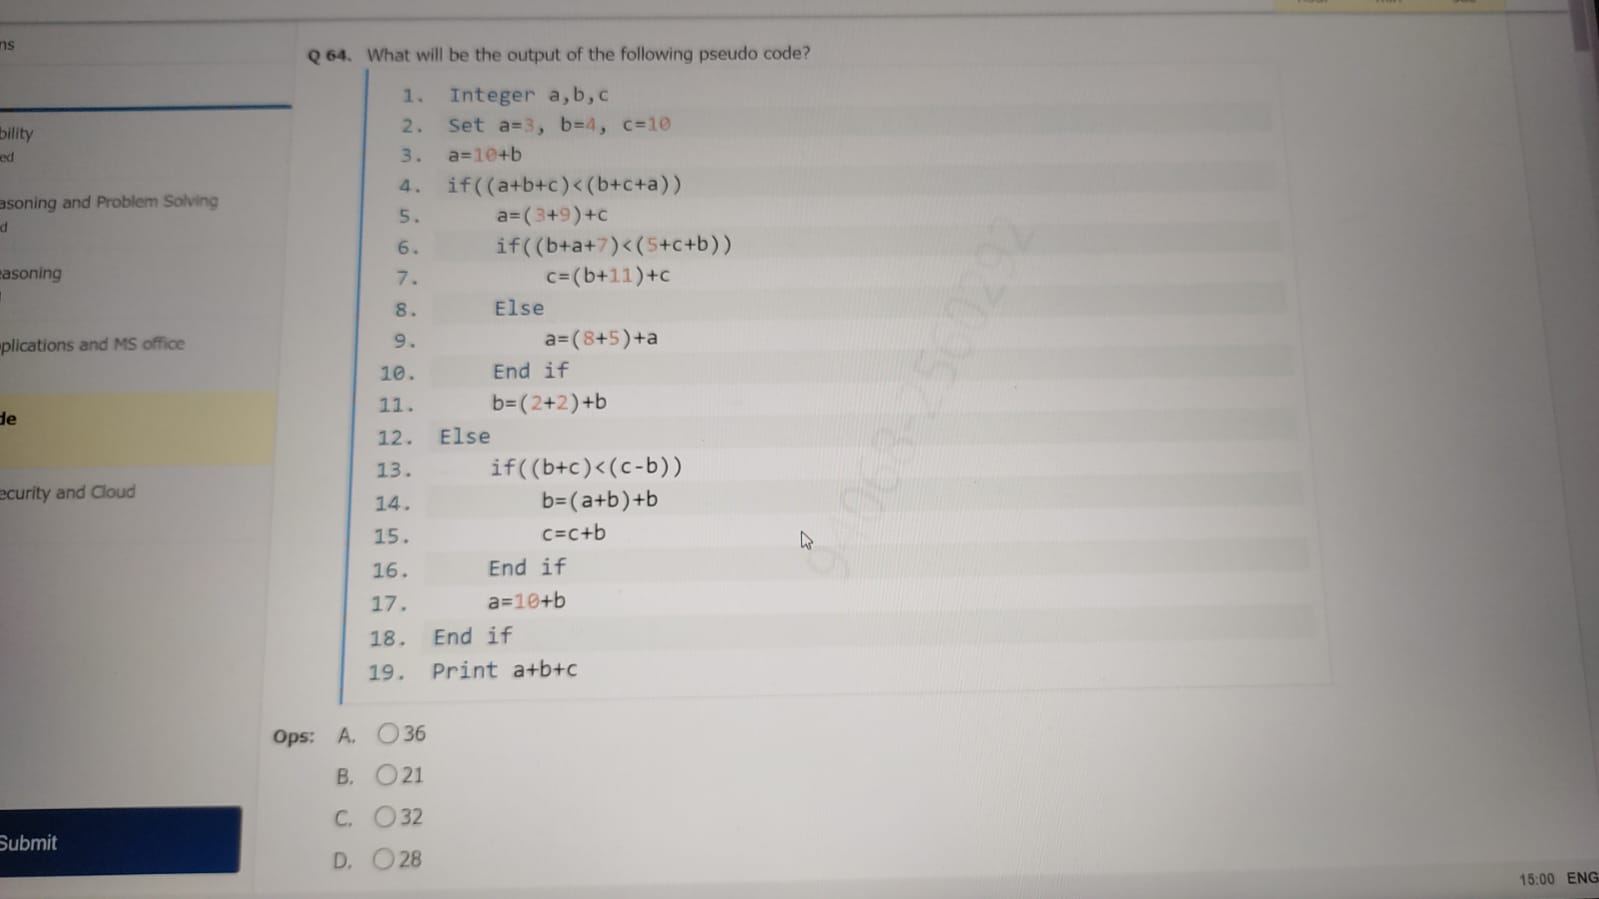 ns
bility
ed
asoning and Problem Solving
d
easoning
plications and MS office
de
ecurity and Cloud
Submit
Q 64. What will be the output of the following pseudo code?
1. Integer a,b,c
2. Set a=3, b=4, c=10
3. a=10+b
4. if((a+b+c)<(b+c+a))
5. a=(3+9)+c
6. if((b+a+7)<(5+c+b))
7. c=(b+11)+c
8. Else
9. a=(8+5)+a
10. End if
11. b=(2+2)+b
12. Else
13. if((b+c)<(c-b))
14. b=(a+b)+b
15. c=c+b
16. End if
17. a=10+b
18. End if
19. Print a+b+c
Ops: A. 36
B. 21
C. 32
D. 28
15:00 ENG